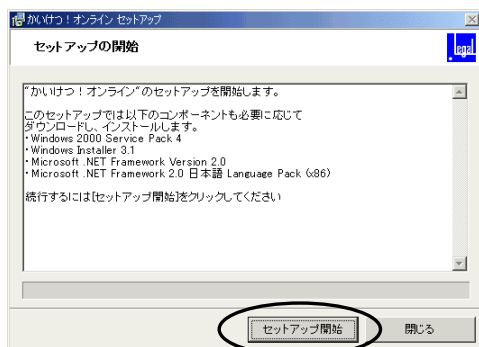 かいけつ！オンライン セットアップ
セットアップの開始
.legal
"かいけつ！オンライン"のセットアップを開始します。
このセットアップでは以下のコンポーネントも必要に応じて
ダウンロードし、インストールします。
・Windows 2000 Service Pack 4
・Windows Installer 3.1
・Microsoft .NET Framework Version 2.0
・Microsoft .NET Framework 2.0 日本語 Language Pack (x86)
続行するには[セットアップ開始]をクリックしてください
セットアップ開始
閉じる